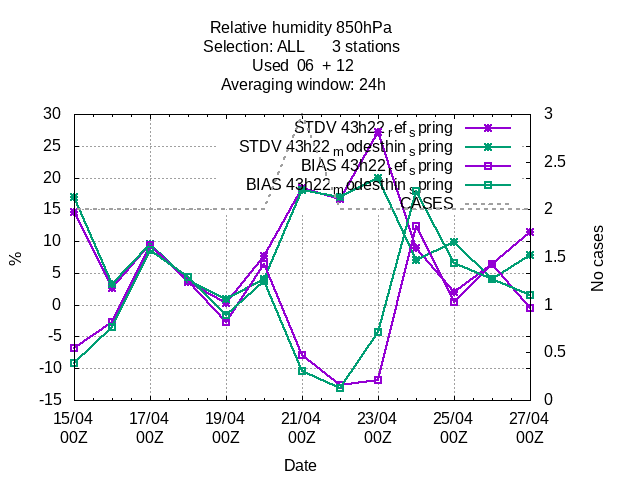 Relative humidity 850hPa
Selection: ALL 3 stations
Used 06 + 12
Averaging window: 24h
STDV 43h22_ref_spring
STDV 43h22_modesthin_spring
BIAS 43h22_ref_spring
BIAS 43h22_modesthin_spring
CASES
30
25
20
15
10
5
0
-5
-10
-15
%
3
2.5
2
1.5
1
0.5
0
No cases
15/04 17/04 19/04 21/04 23/04 25/04 27/04
00Z 00Z 00Z 00Z 00Z 00Z 00Z
Date